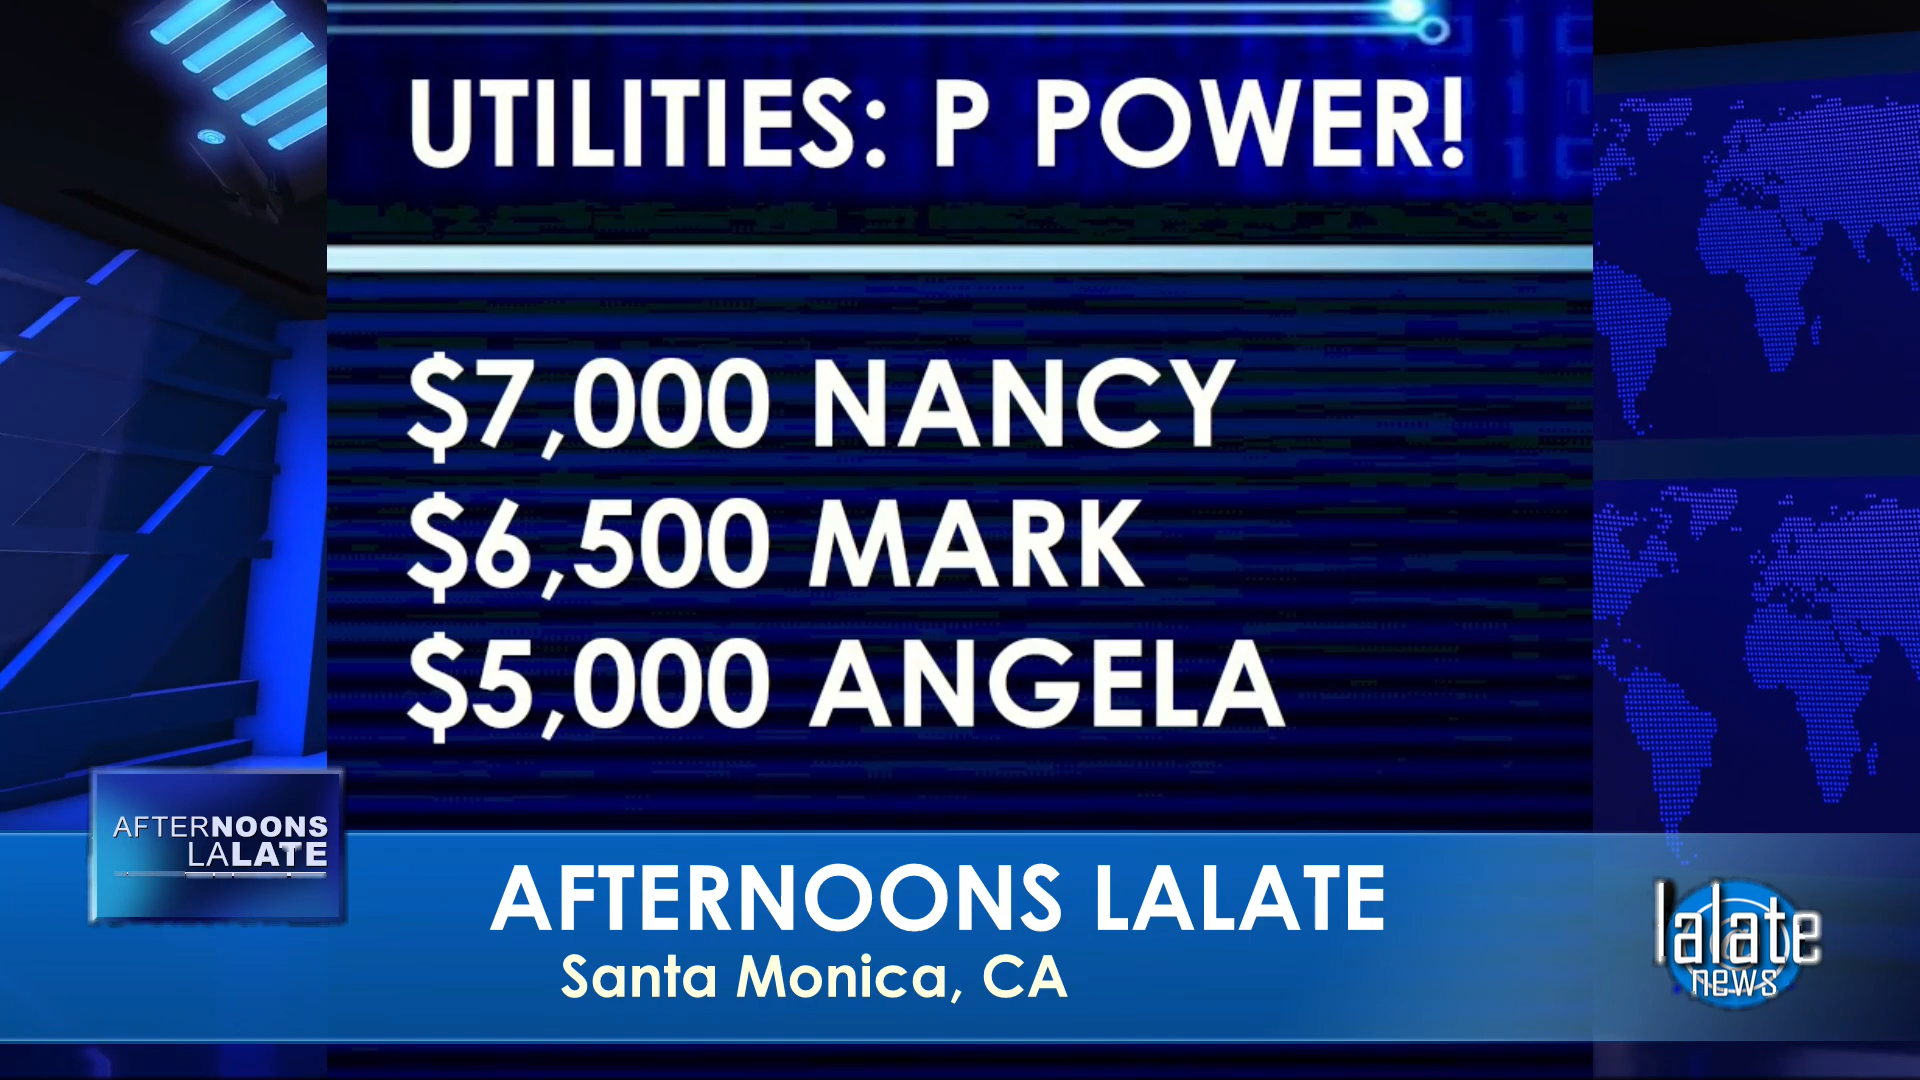 UTILITIES: P POWER!
$7,000 NANCY
$6,500 MARK
$5,000 ANGELA
AFTERNOONS
LALATE
AFTERNOONS LALATE
Santa Monica, CA
lalate
news